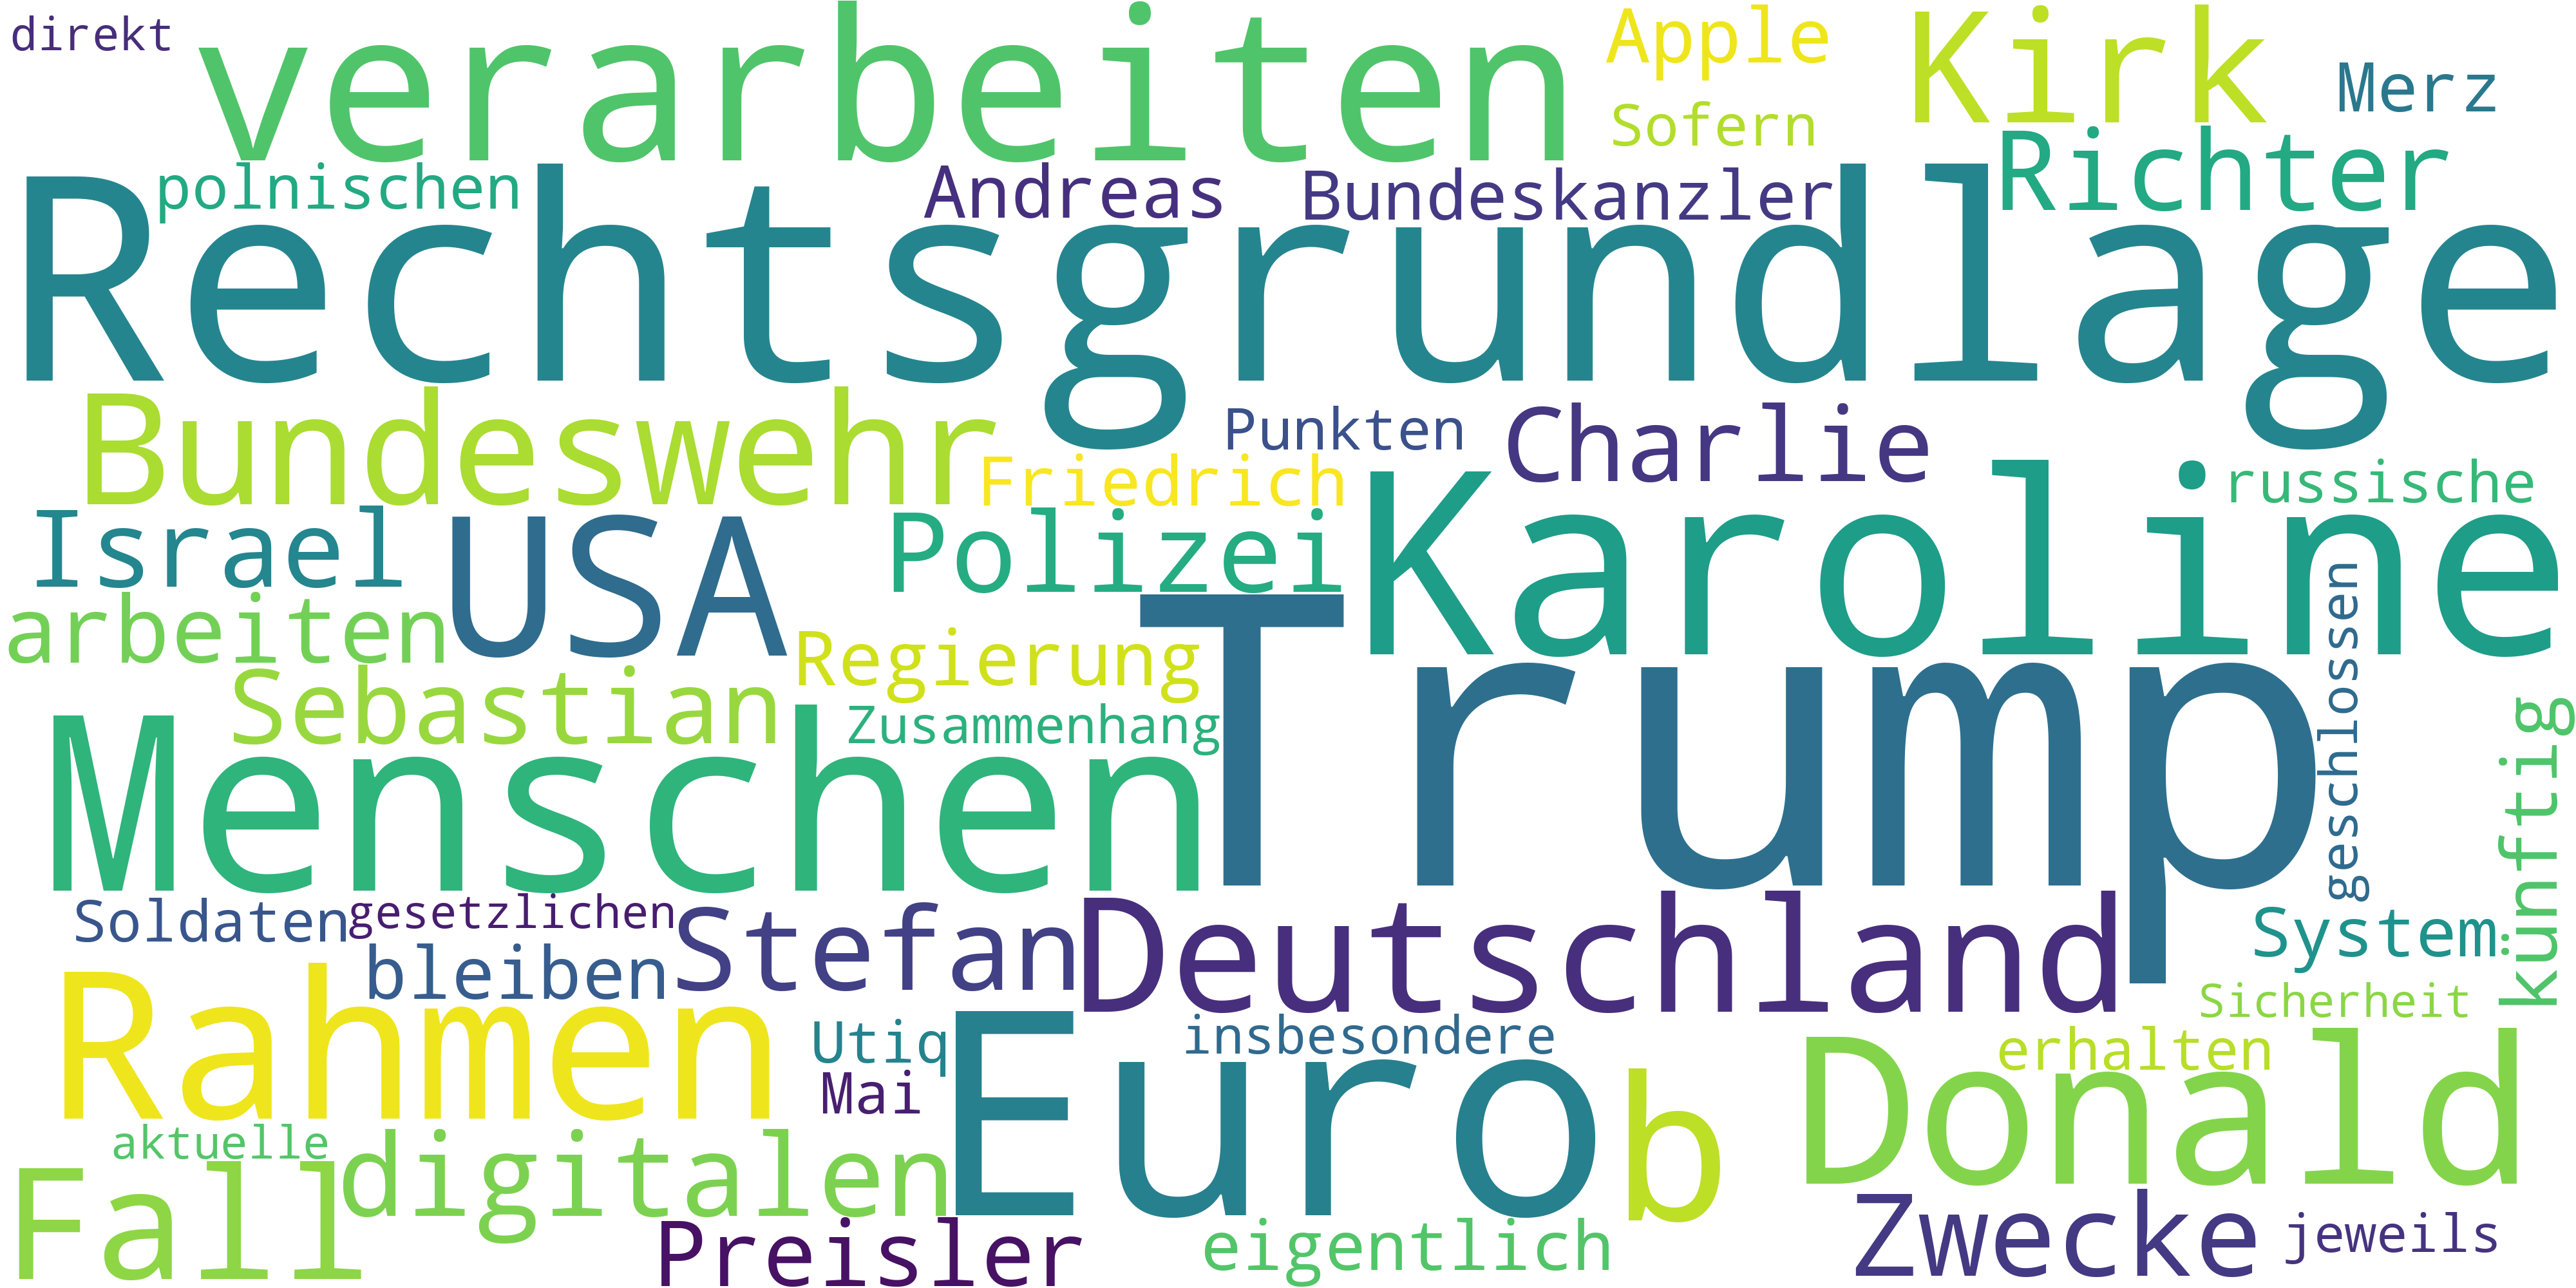 direkt
verarbeiten
Apple
Kirk
Merz
Sofern
Richter
polnischen
Andreas
Bundeskanzler
Rechtsgrundlage
Bundeswehr
Punkten
Charlie
Friedrich
Karoline
russische
Israel
USA
Polizei
arbeiten
Regierung
Trump
geschlossen
Sebastian
Zusammenhang
künftig
Menschen
Soldaten
gesetzlichen
Stefan
Deutschland
System
bleiben
Rahmen
Sicherheit
Utiq
insbesondere
Euro
erhalten
Mai
b
Donald
aktuelle
digitalen
Fall
Preisler
eigentlich
Zwecke
jeweils